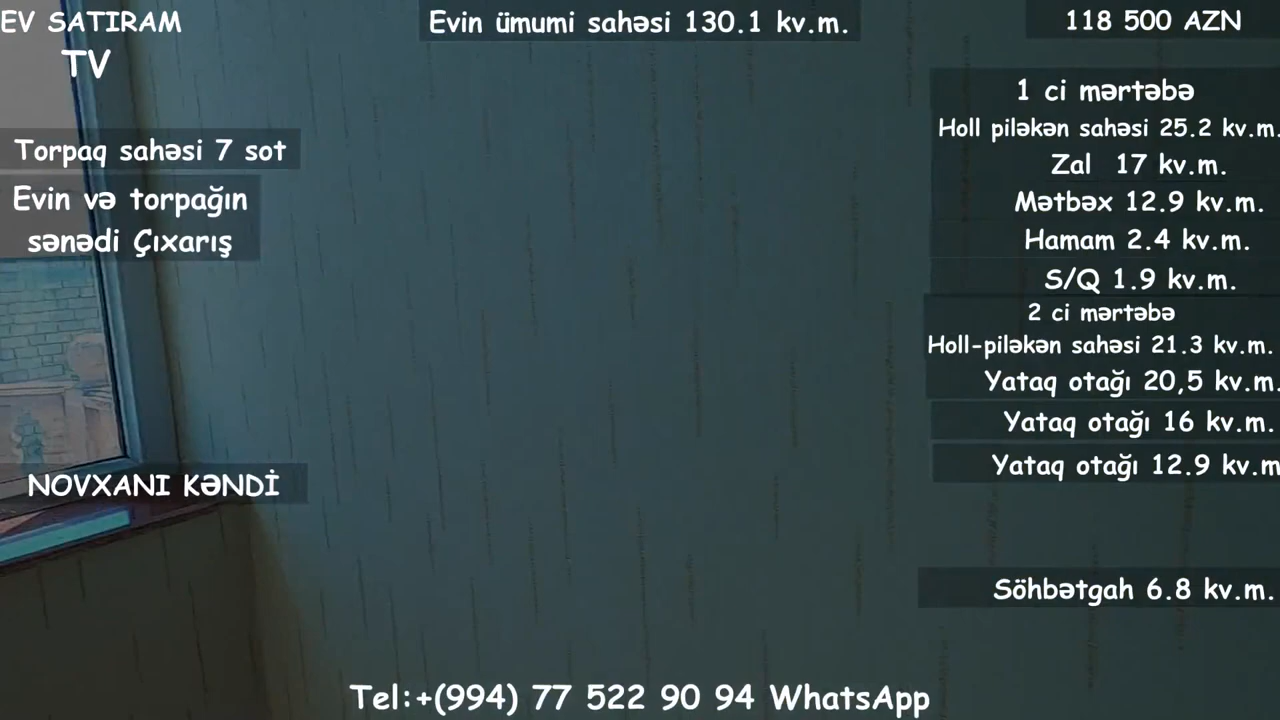 EV SATIRAM
TV
Evin ümumi sahəsi 130.1 kv.m.
118 500 AZN
Torpaq sahəsi 7 sot
Evin və torpağın
sənədi Çıxarış
NOVXANI KƏNDİ
1 ci mərtəbə
Holl piləkən sahəsi 25.2 kv.m.
Zal 17 kv.m.
Mətbəx 12.9 kv.m.
Hamam 2.4 kv.m.
S/Q 1.9 kv.m.
2 ci mərtəbə
Holl-piləkən sahəsi 21.3 kv.m.
Yataq otağı 20,5 kv.m.
Yataq otağı 16 kv.m.
Yataq otağı 12.9 kv.m
Söhbətgah 6.8 kv.m.
Tel:+(994) 77 522 90 94 WhatsApp